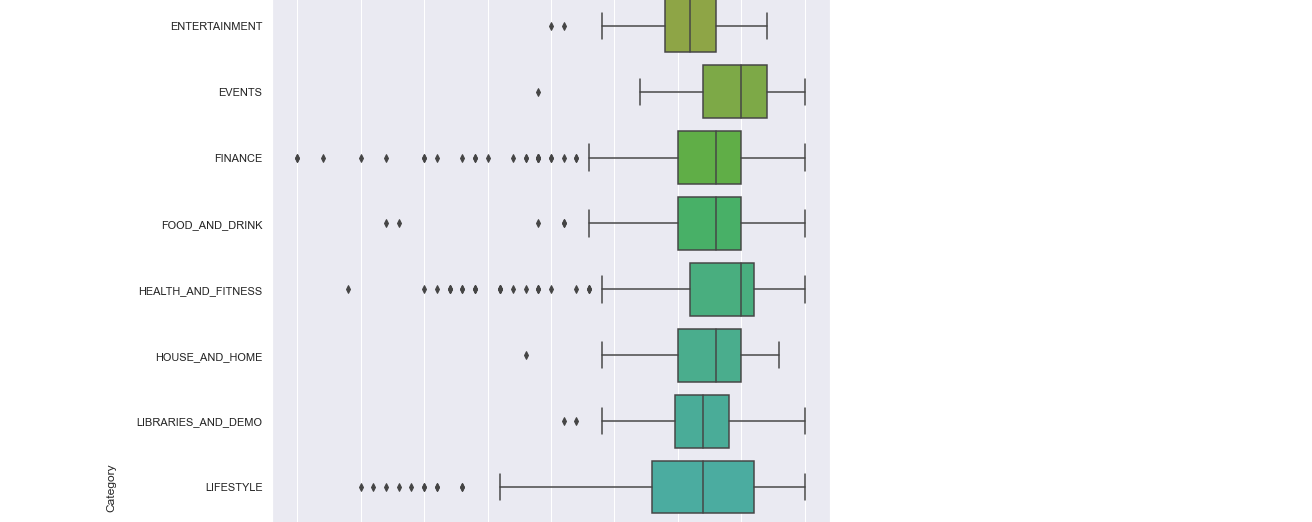 ENTERTAINMENT
EVENTS
FINANCE
FOOD_AND_DRINK
HEALTH_AND_FITNESS
HOUSE_AND_HOME
LIBRARIES_AND_DEMO
LIFESTYLE
Category